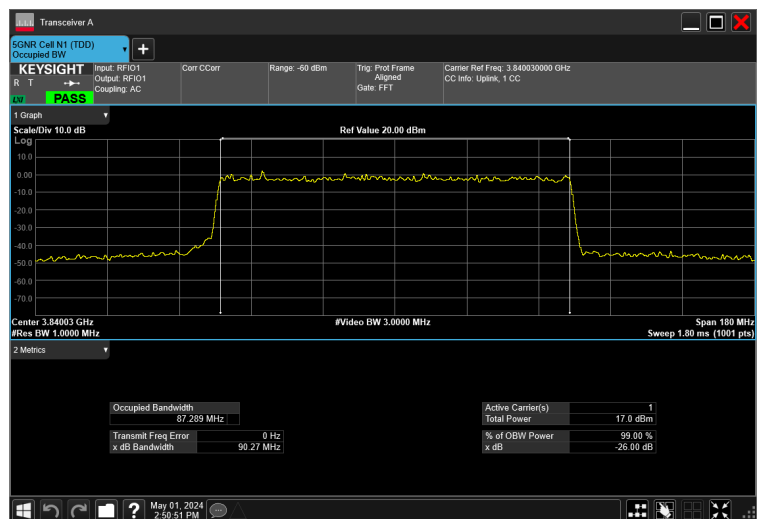 Transceiver A
5GNR Cell N1 (TDD)
Occupied BW
KEYSIGHT
R T
LNI
PASS
Input: RFIO1
Output: RFIO1
Coupling: AC
Corr CCorr
Range: -60 dBm
Trig: Prot Frame
Aligned
Gate: FFT
Carrier Ref Freq: 3.840030000 GHz
CC Info: Uplink, 1 CC
1 Graph
Scale/Div 10.0 dB
Ref Value 20.00 dBm
Log
10.0
0.00
-10.0
-20.0
-30.0
-40.0
-50.0
-60.0
-70.0
Center 3.84003 GHz
#Video BW 3.0000 MHz
Span 180 MHz
#Res BW 1.0000 MHz
Sweep 1.80 ms (1001 pts)
2 Metrics
Occupied Bandwidth
87.289 MHz
Transmit Freq Error 0 Hz
x dB Bandwidth 90.27 MHz
Active Carrier(s) 1
Total Power 17.0 dBm
% of OBW Power 99.00 %
x dB -26.00 dB
?
May 01, 2024
2:50:51 PM